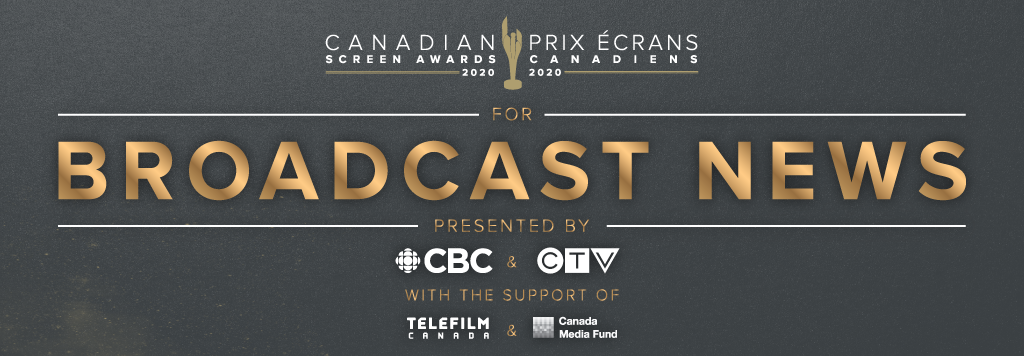 CANADIAN PRIX ÉCRANS
SCREEN AWARDS CANADIENS
2020 2020
FOR
BROADCAST NEWS
PRESENTED BY
CBC & CTV
WITH THE SUPPORT OF
TELEFILM & Canada
CANADA Media Fund